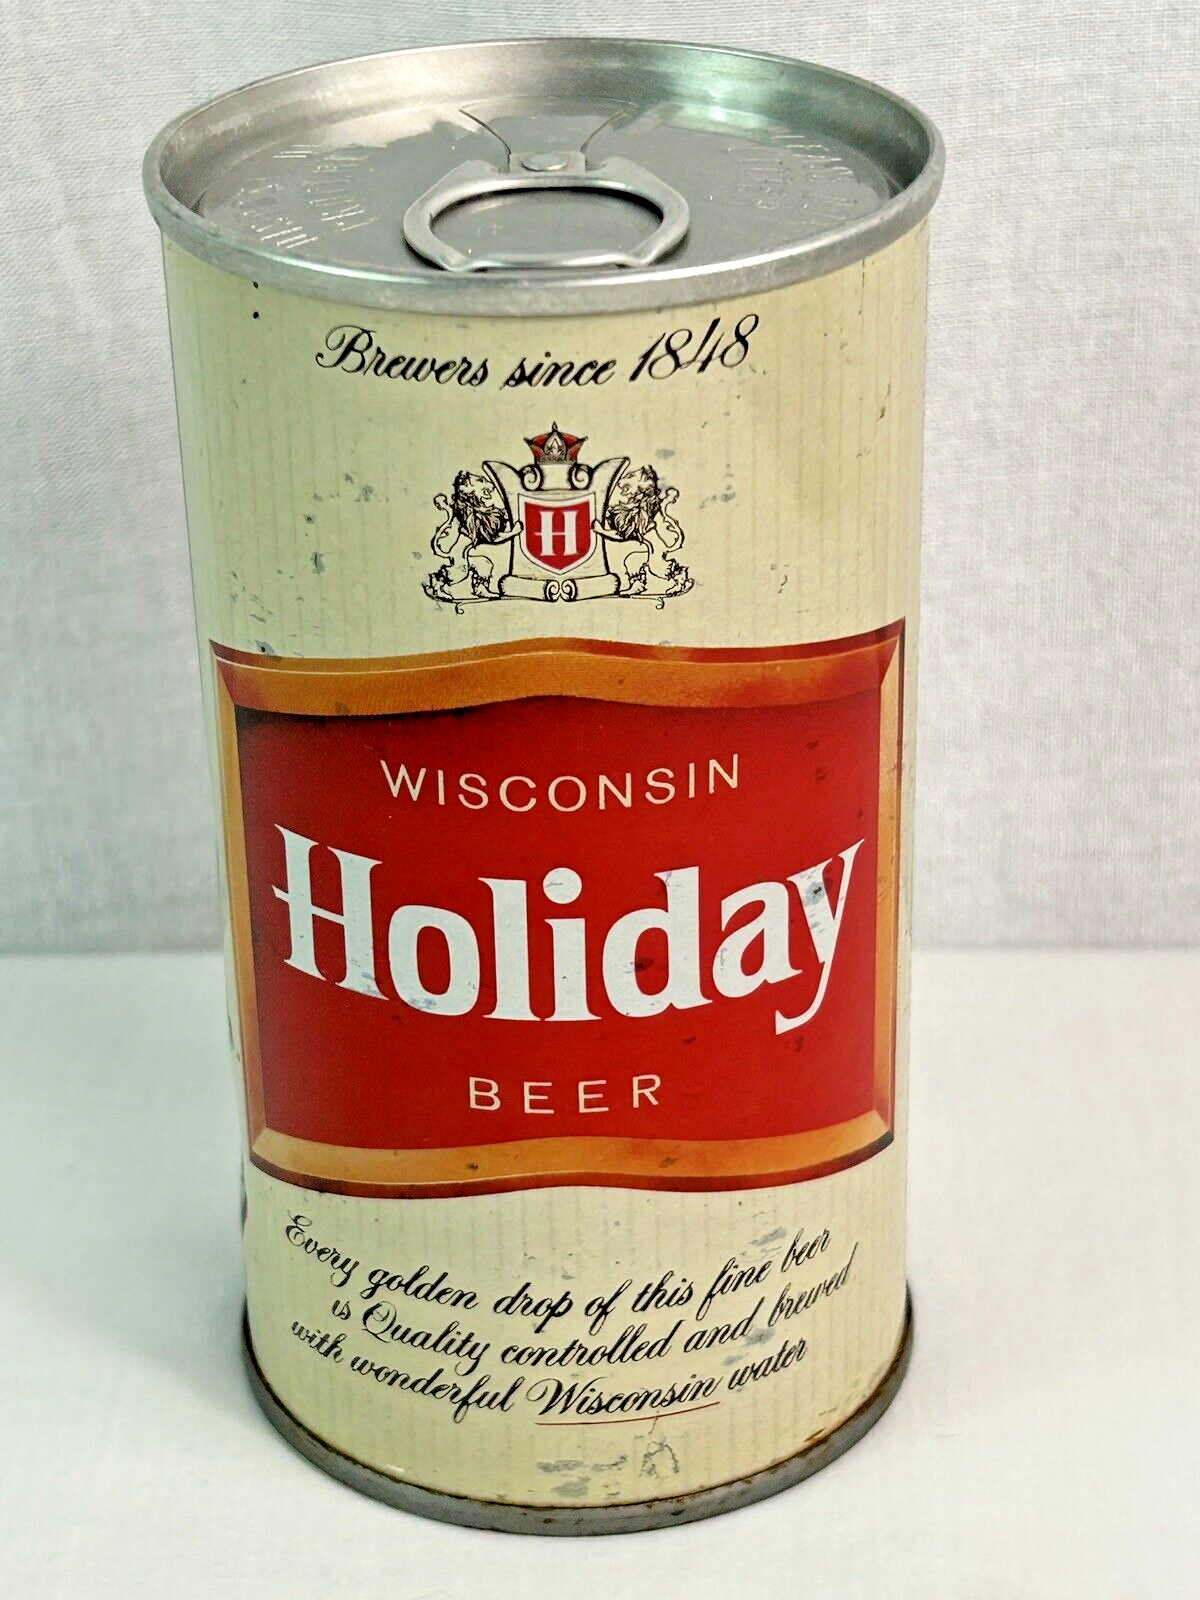 Brewers since 1848
H
WISCONSIN
Holiday
BEER
Every golden drop of this fine beer
is Quality controlled and brewed
with wonderful Wisconsin water